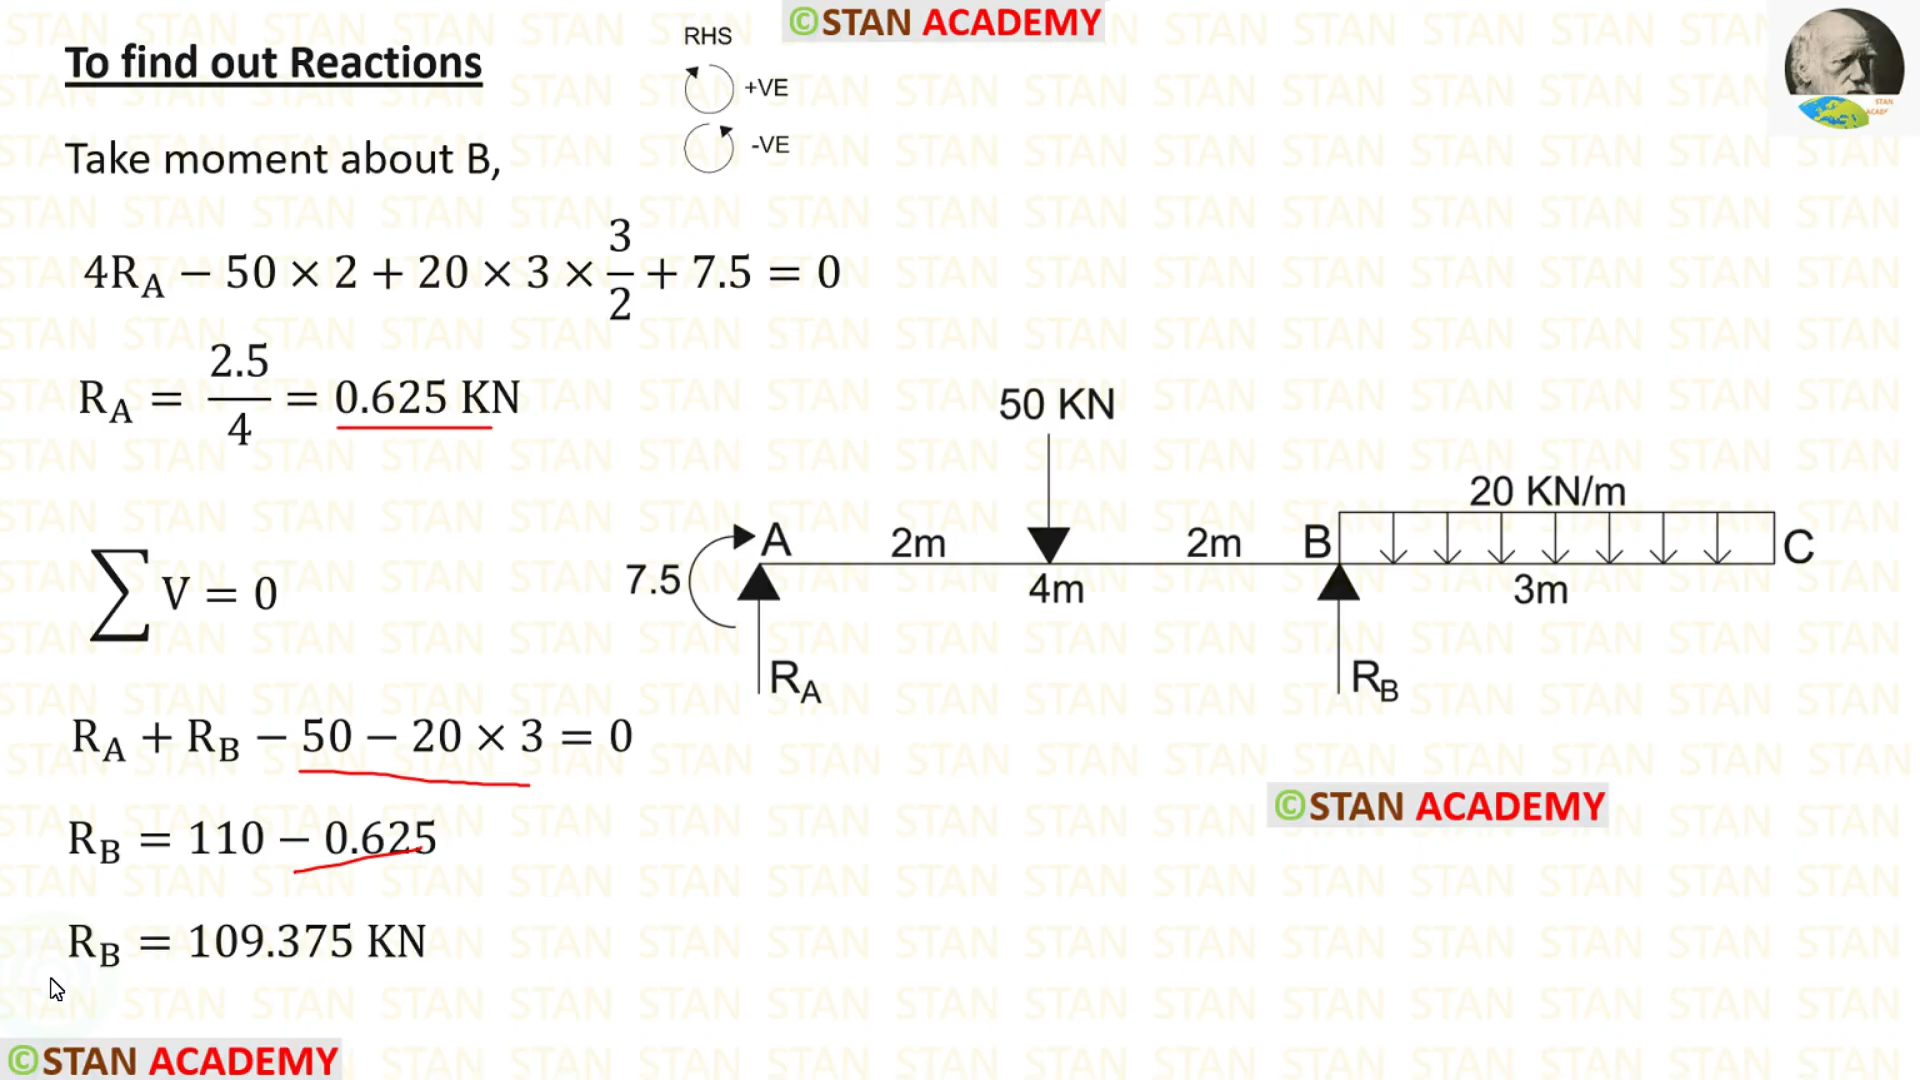 ©STAN ACADEMY
To find out Reactions
RHS
+VE
-VE
STAN
ACADY
Take moment about B,
4R_A − 50 × 2 + 20 × 3 × 3/2 + 7.5 = 0
R_A = 2.5/4 = 0.625 KN
50 KN
20 KN/m
A 2m 2m B C
7.5 4m 3m
∑ V = 0
R_A R_B
R_A + R_B − 50 − 20 × 3 = 0
©STAN ACADEMY
R_B = 110 − 0.625
R_B = 109.375 KN
©STAN ACADEMY